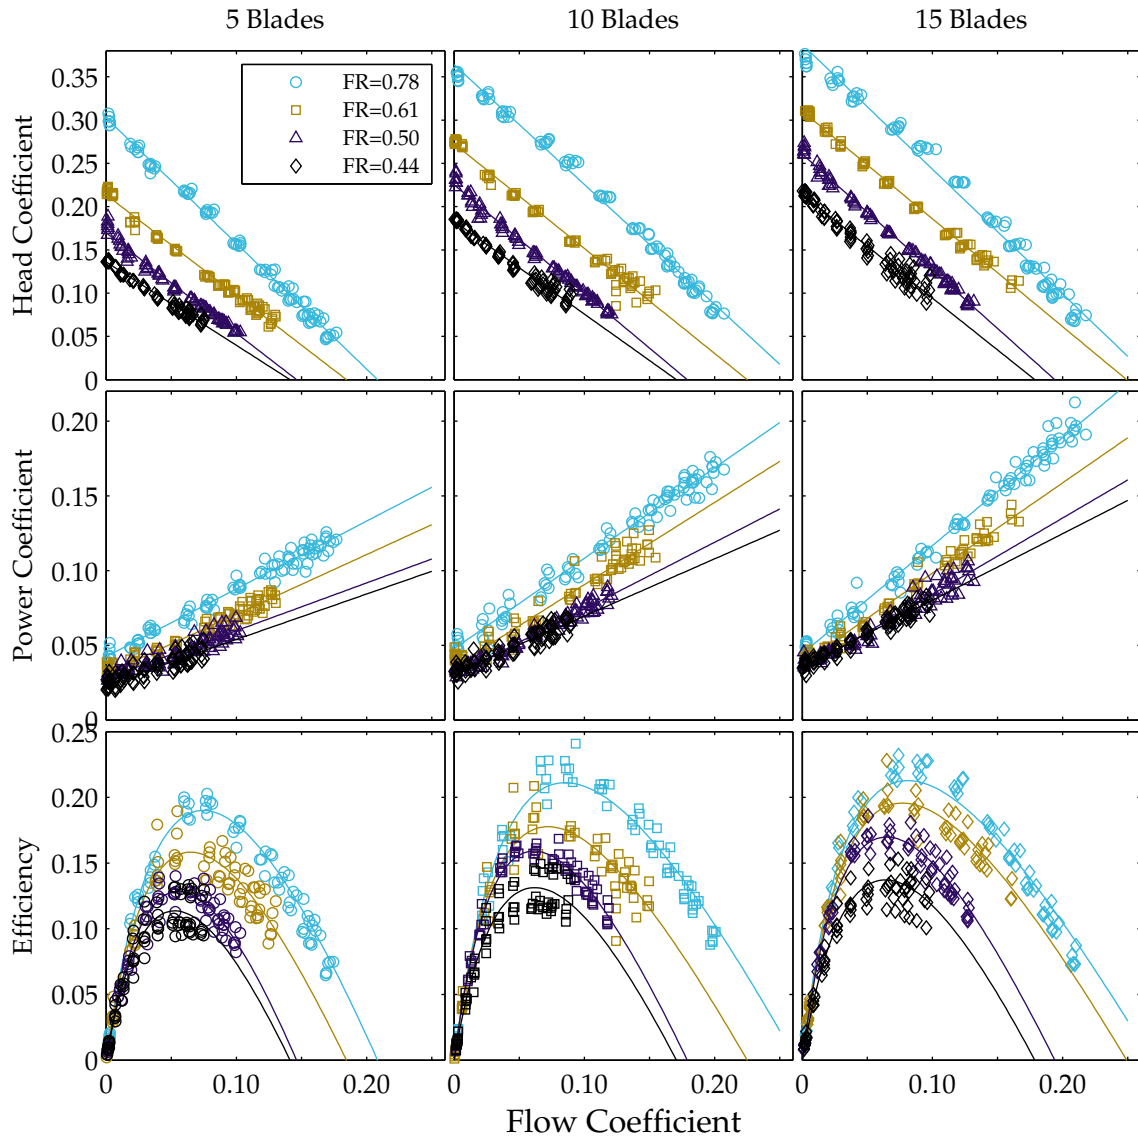 5 Blades 10 Blades 15 Blades
Head Coefficient
0.35
0.30
0.25
0.20
0.15
0.10
0.05
0
FR=0.78
FR=0.61
FR=0.50
FR=0.44
Power Coefficient
0.20
0.15
0.10
0.05
0
Efficiency
0.25
0.20
0.15
0.10
0.05
0
0 0.10 0.20 0 0.10 0.20 0 0.10 0.20
Flow Coefficient